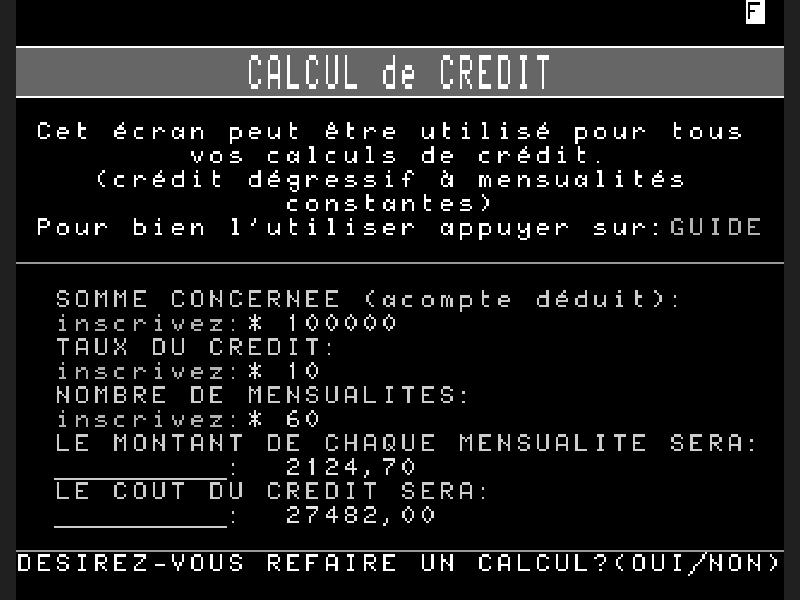 F
CALCUL de CREDIT
Cet écran peut être utilisé pour tous
vos calculs de crédit.
(crédit dégressif à mensualités
constantes)
Pour bien l'utiliser appuyer sur:GUIDE
SOMME CONCERNEE (acompte déduit):
inscrivez:* 100000
TAUX DU CREDIT:
inscrivez:* 10
NOMBRE DE MENSUALITES:
inscrivez:* 60
LE MONTANT DE CHAQUE MENSUALITE SERA:
_________: 2124,70
LE COUT DU CREDIT SERA:
_________: 27482,00
DESIREZ-VOUS REFAIRE UN CALCUL?(OUI/NON)